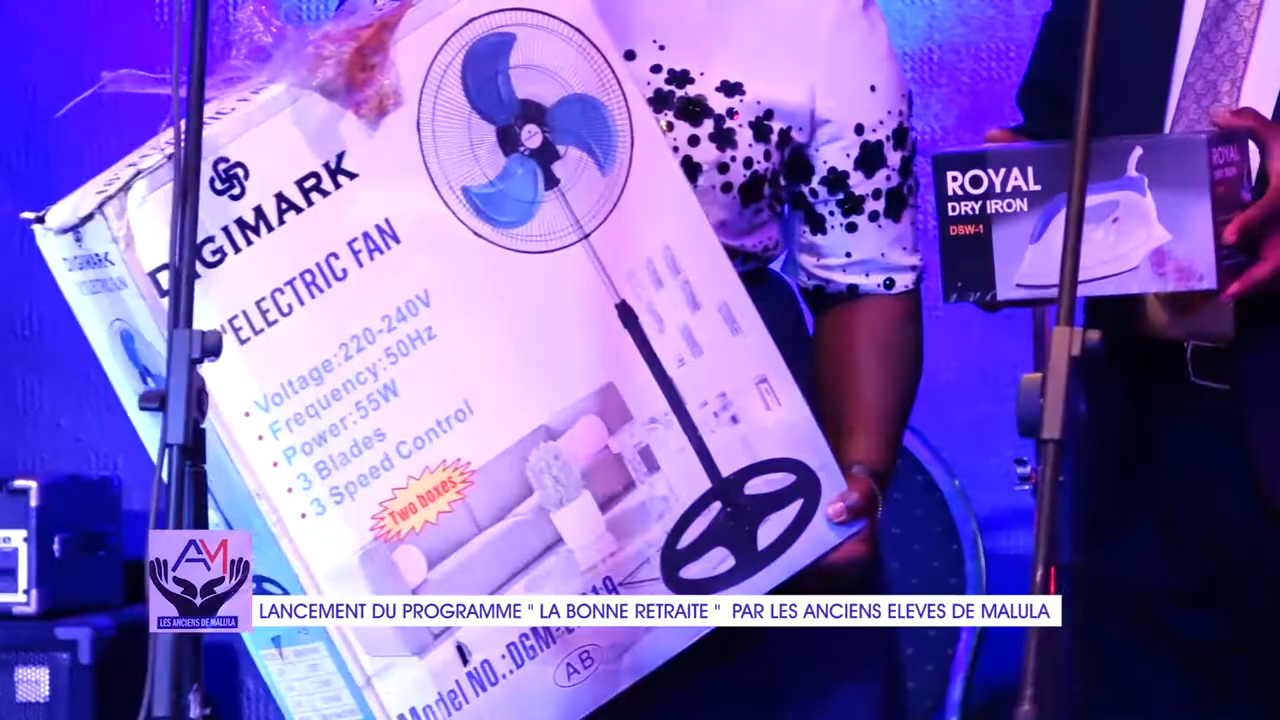 DIGIMARK
ELECTRIC FAN
• Voltage:220-240V
• Frequency:50Hz
• Power:55W
• 3 Blades
• 3 Speed Control
Two boxes
Model NO.:DGM-
AB
DIGIMARK
ROYAL
DRY IRON
DSW-1
ROYAL
DRY IRON
AM
LES ANCIENS DE MALULA
LANCEMENT DU PROGRAMME " LA BONNE RETRAITE " PAR LES ANCIENS ELEVES DE MALULA